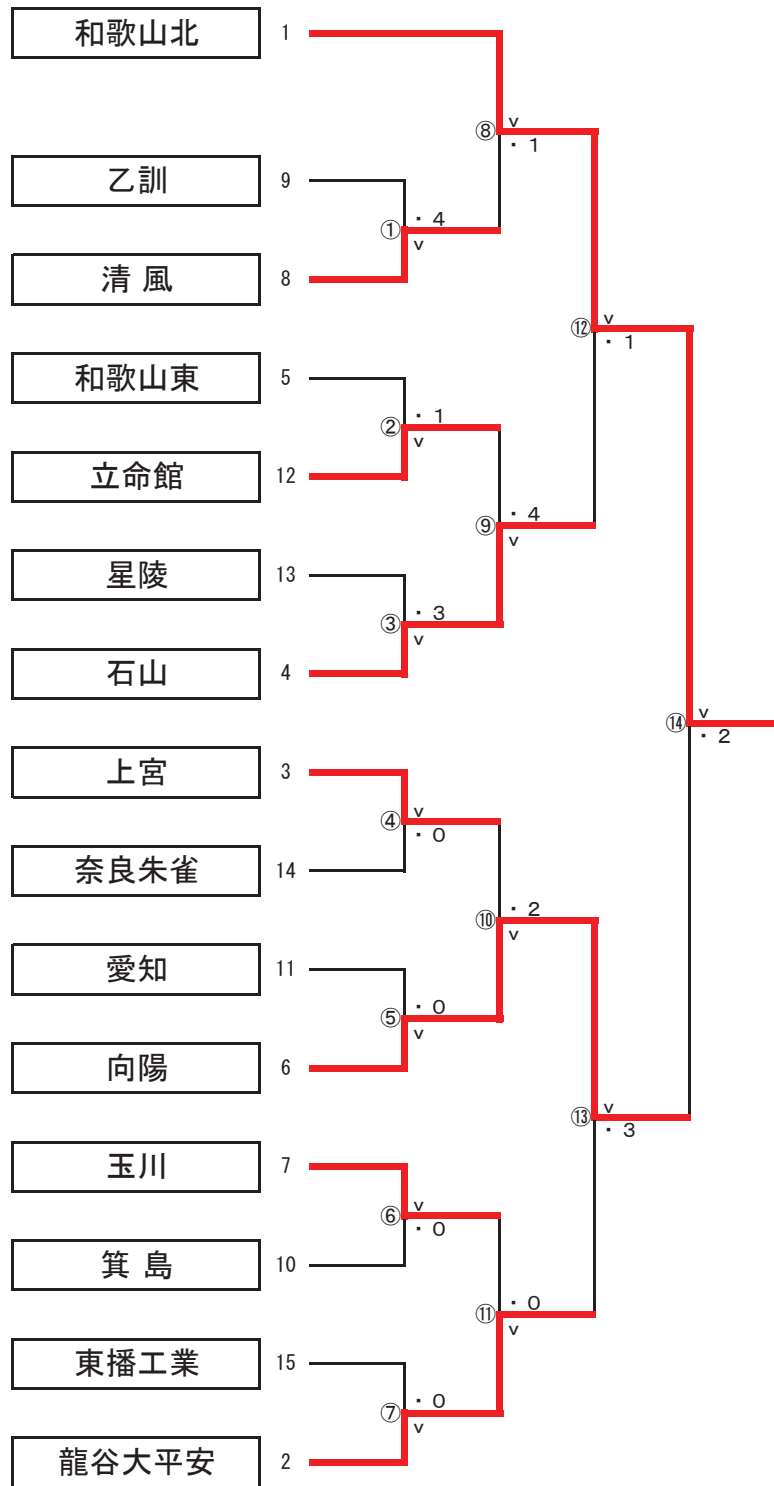 和歌山北 1
⑧ v
・1
乙訓 9
① ・4
v
清 風 8
⑫ v
・1
和歌山東 5
② ・1
v
立命館 12
⑨ ・4
v
星陵 13
③ ・3
v
石山 4
⑭ v
・2
上宮 3
④ v
・0
奈良朱雀 14
⑩ ・2
v
愛知 11
⑤ ・0
v
向陽 6
⑬ v
・3
玉川 7
⑥ v
・0
箕 島 10
⑪ ・0
v
東播工業 15
⑦ ・0
v
龍谷大平安 2